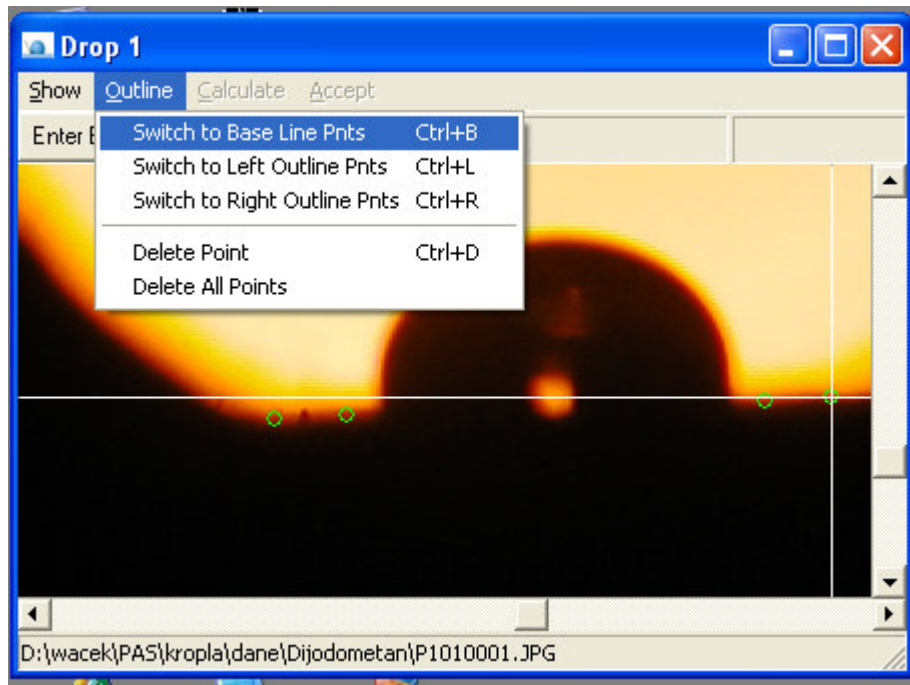 Drop 1
Show Outline Calculate Accept
Enter
Switch to Base Line Pnts Ctrl+B
Switch to Left Outline Pnts Ctrl+L
Switch to Right Outline Pnts Ctrl+R
Delete Point Ctrl+D
Delete All Points
D:\wacek\PAS\kropla\dane\Dijodometan\P1010001.JPG